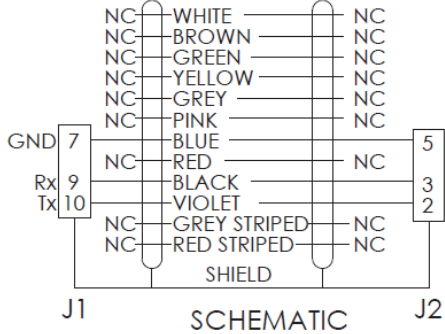 NC WHITE NC
NC BROWN NC
NC GREEN NC
NC YELLOW NC
NC GREY NC
NC PINK NC
GND 7 BLUE 5
NC RED NC
Rx 9 BLACK 3
Tx 10 VIOLET 2
NC GREY STRIPED NC
NC RED STRIPED NC
SHIELD
J1 J2
SCHEMATIC